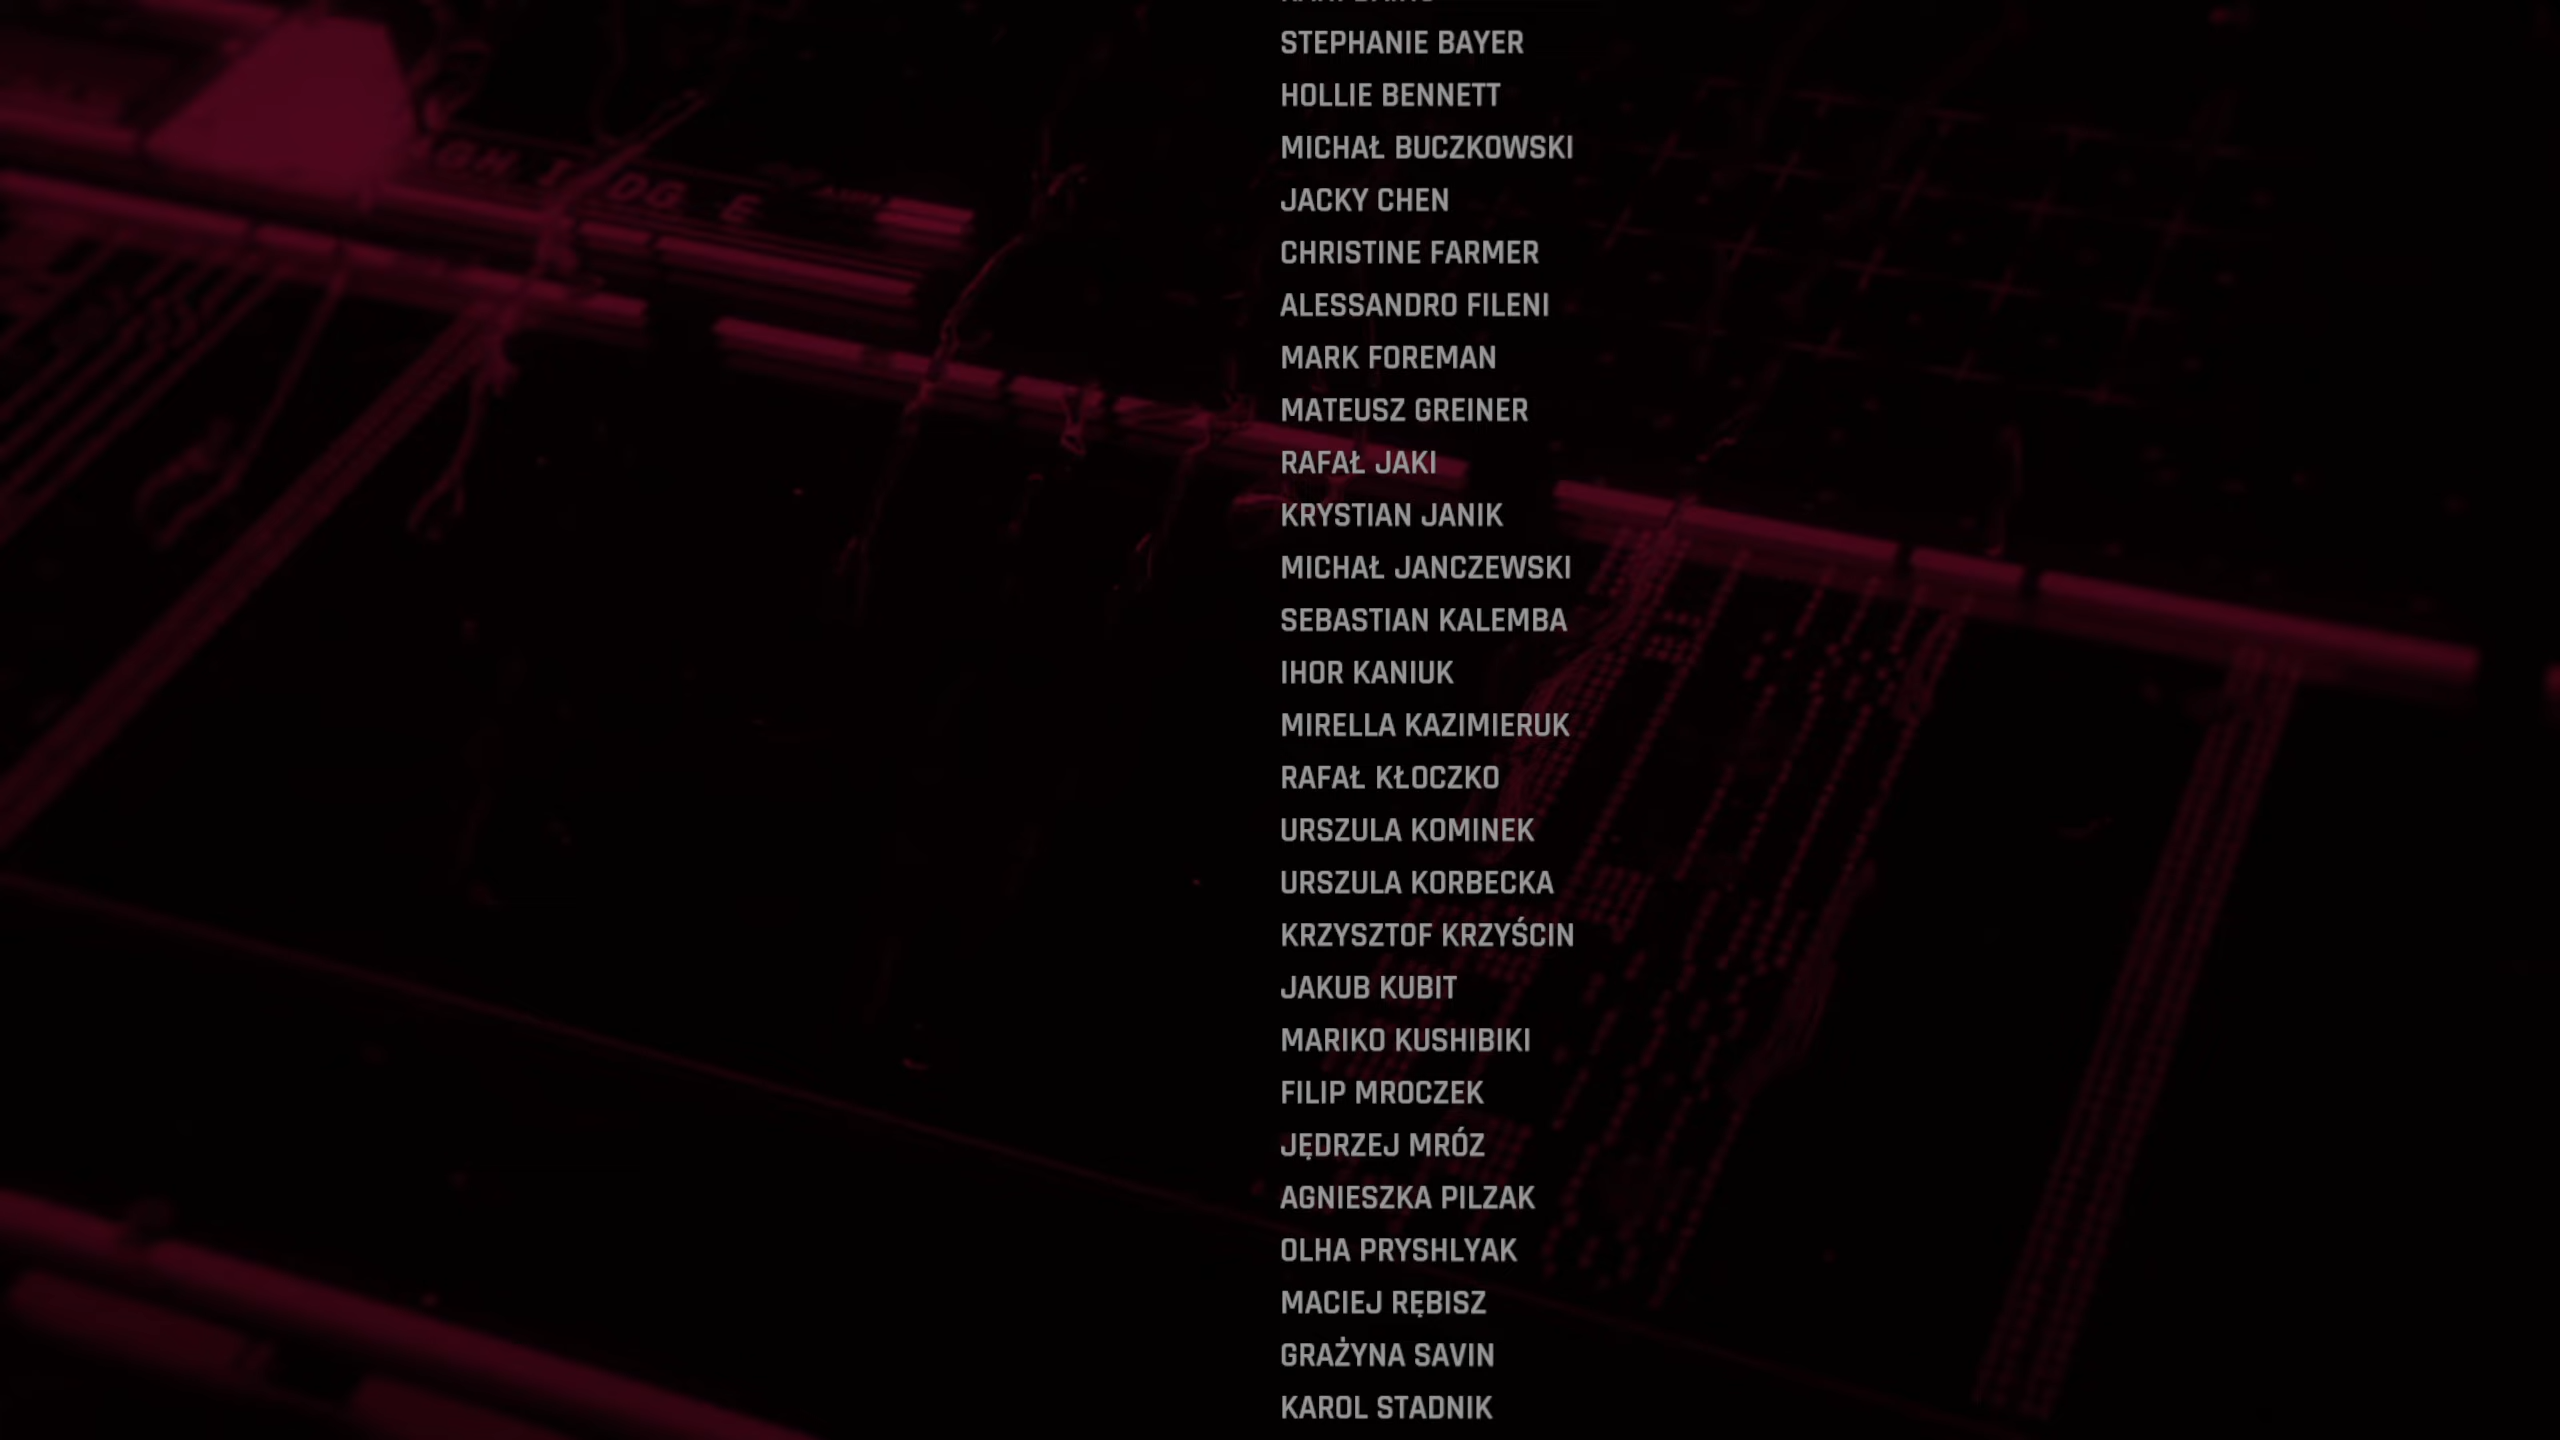 STEPHANIE BAYER
HOLLIE BENNETT
MICHAŁ BUCZKOWSKI
JACKY CHEN
CHRISTINE FARMER
ALESSANDRO FILENI
MARK FOREMAN
MATEUSZ GREINER
RAFAŁ JAKI
KRYSTIAN JANIK
MICHAŁ JANCZEWSKI
SEBASTIAN KALEMBA
IHOR KANIUK
MIRELLA KAZIMIERUK
RAFAŁ KŁOCZKO
URSZULA KOMINEK
URSZULA KORBECKA
KRZYSZTOF KRZYŚCIN
JAKUB KUBIT
MARIKO KUSHIBIKI
FILIP MROCZEK
JĘDRZEJ MRÓZ
AGNIESZKA PILZAK
OLHA PRYSHLYAK
MACIEJ RĘBISZ
GRAŻYNA SAVIN
KAROL STADNIK